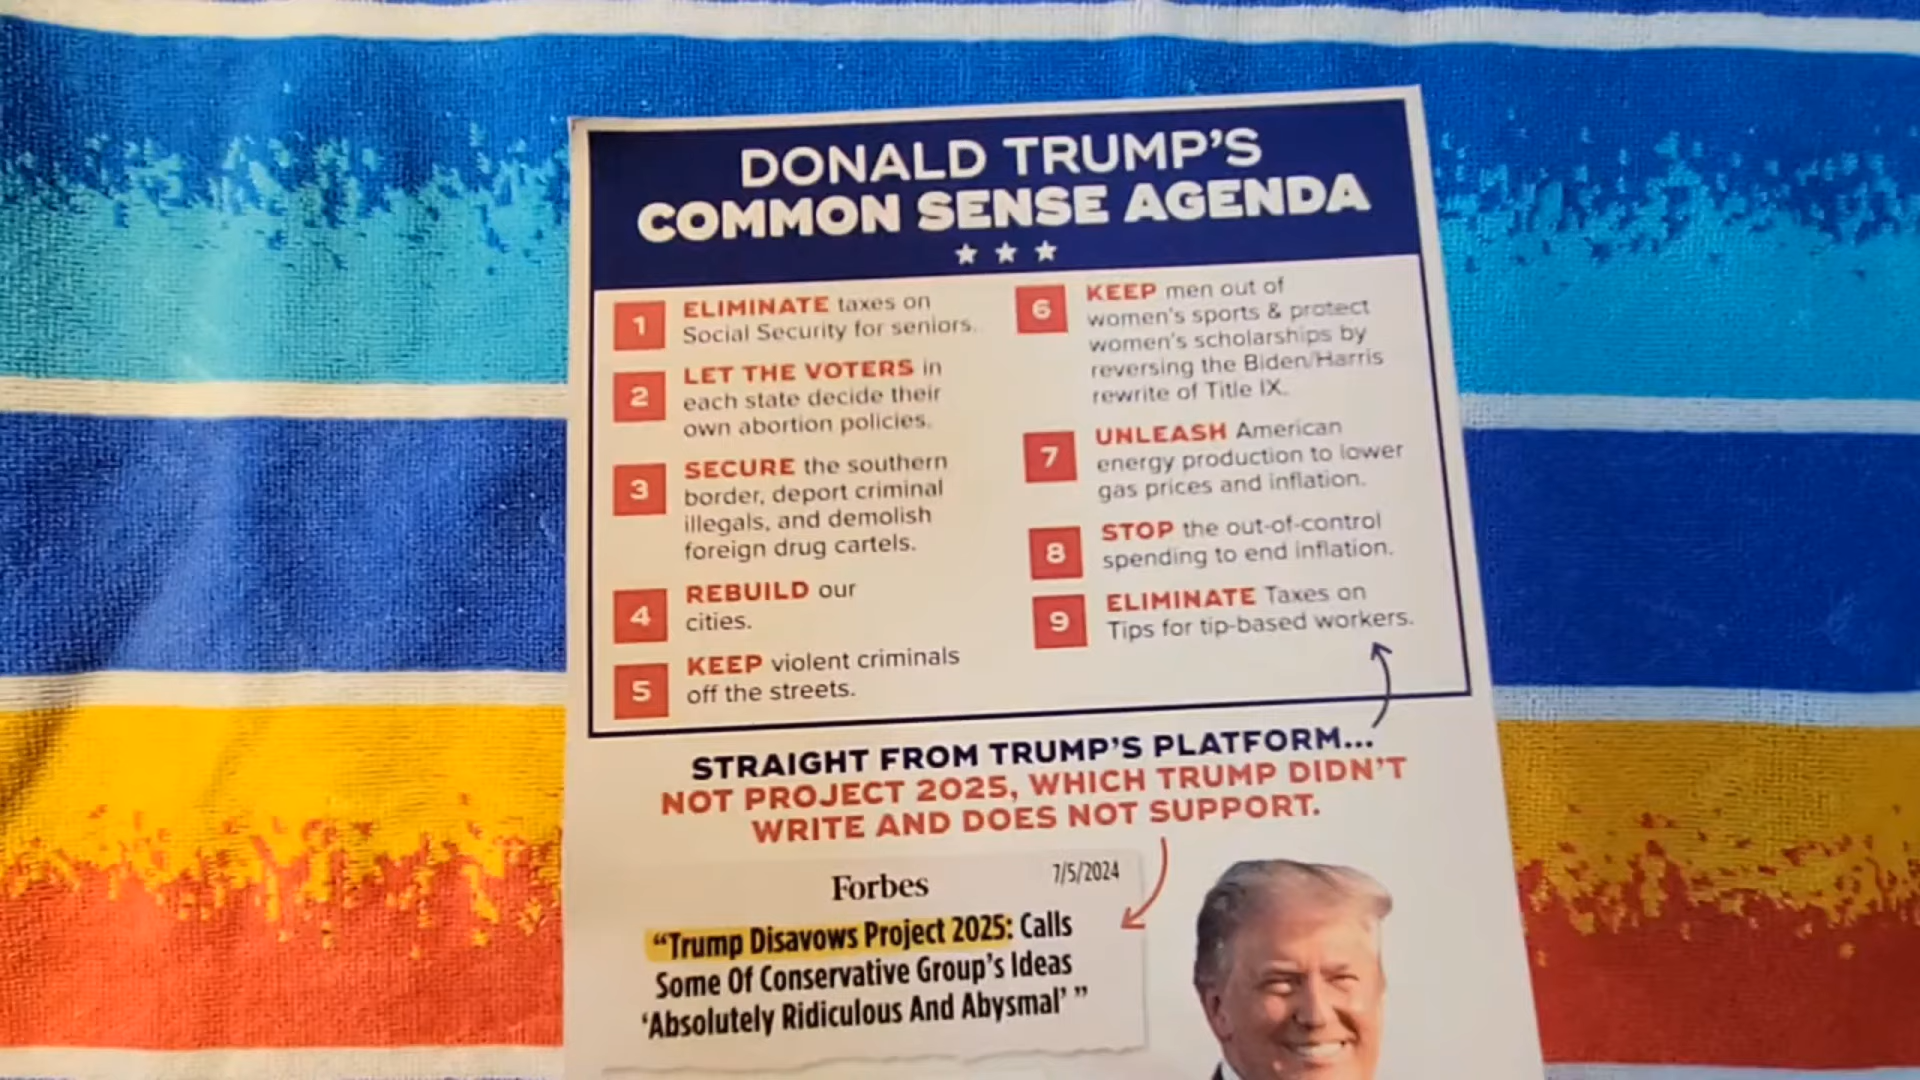 DONALD TRUMP'S
COMMON SENSE AGENDA
1
ELIMINATE taxes on
Social Security for seniors.
2
LET THE VOTERS in
each state decide their
own abortion policies.
3
SECURE the southern
border, deport criminal
illegals, and demolish
foreign drug cartels.
4
REBUILD our
cities.
5
KEEP violent criminals
off the streets.
6
KEEP men out of
women's sports & protect
women's scholarships by
reversing the Biden/Harris
rewrite of Title IX.
7
UNLEASH American
energy production to lower
gas prices and inflation.
8
STOP the out-of-control
spending to end inflation.
9
ELIMINATE Taxes on
Tips for tip-based workers.
STRAIGHT FROM TRUMP'S PLATFORM...
NOT PROJECT 2025, WHICH TRUMP DIDN'T
WRITE AND DOES NOT SUPPORT.
Forbes
7/5/2024
“Trump Disavows Project 2025: Calls
Some Of Conservative Group's Ideas
‘Absolutely Ridiculous And Abysmal’ ”